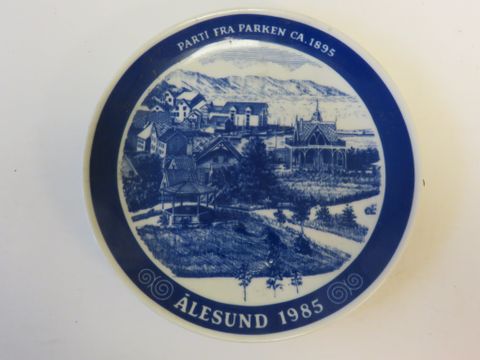 PARTI FRA PARKEN CA. 1895
ÅLESUND 1985